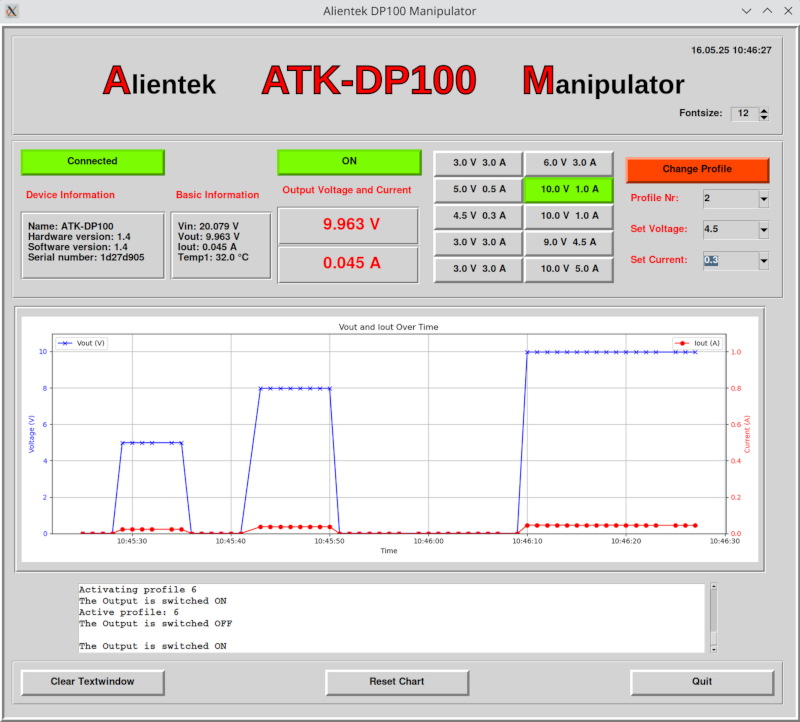 Alientek DP100 Manipulator
16.05.25 10:46:27
Alientek ATK-DP100 Manipulator
Fontsize: 12
Connected
Device Information
Name: ATK-DP100
Hardware version: 1.4
Software version: 1.4
Serial number: 1d27d905
Basic Information
Vin: 20.079 V
Vout: 9.963 V
Iout: 0.045 A
Temp1: 32.0 °C
ON
Output Voltage and Current
9.963 V
0.045 A
3.0 V 3.0 A
6.0 V 3.0 A
5.0 V 0.5 A
10.0 V 1.0 A
4.5 V 0.3 A
10.0 V 1.0 A
3.0 V 3.0 A
9.0 V 4.5 A
3.0 V 3.0 A
10.0 V 5.0 A
Change Profile
Profile Nr: 2
Set Voltage: 4.5
Set Current: 0.3
Vout and Iout Over Time
Vout (V)
Iout (A)
Voltage (V)
10
8
6
4
2
0
1.0
0.8
0.6
0.4
0.2
0.0
Current (A)
10:45:30 10:45:40 10:45:50 10:46:00 10:46:10 10:46:20 10:46:30
Time
Activating profile 6
The Output is switched ON
Active profile: 6
The Output is switched OFF
The Output is switched ON
Clear Textwindow
Reset Chart
Quit